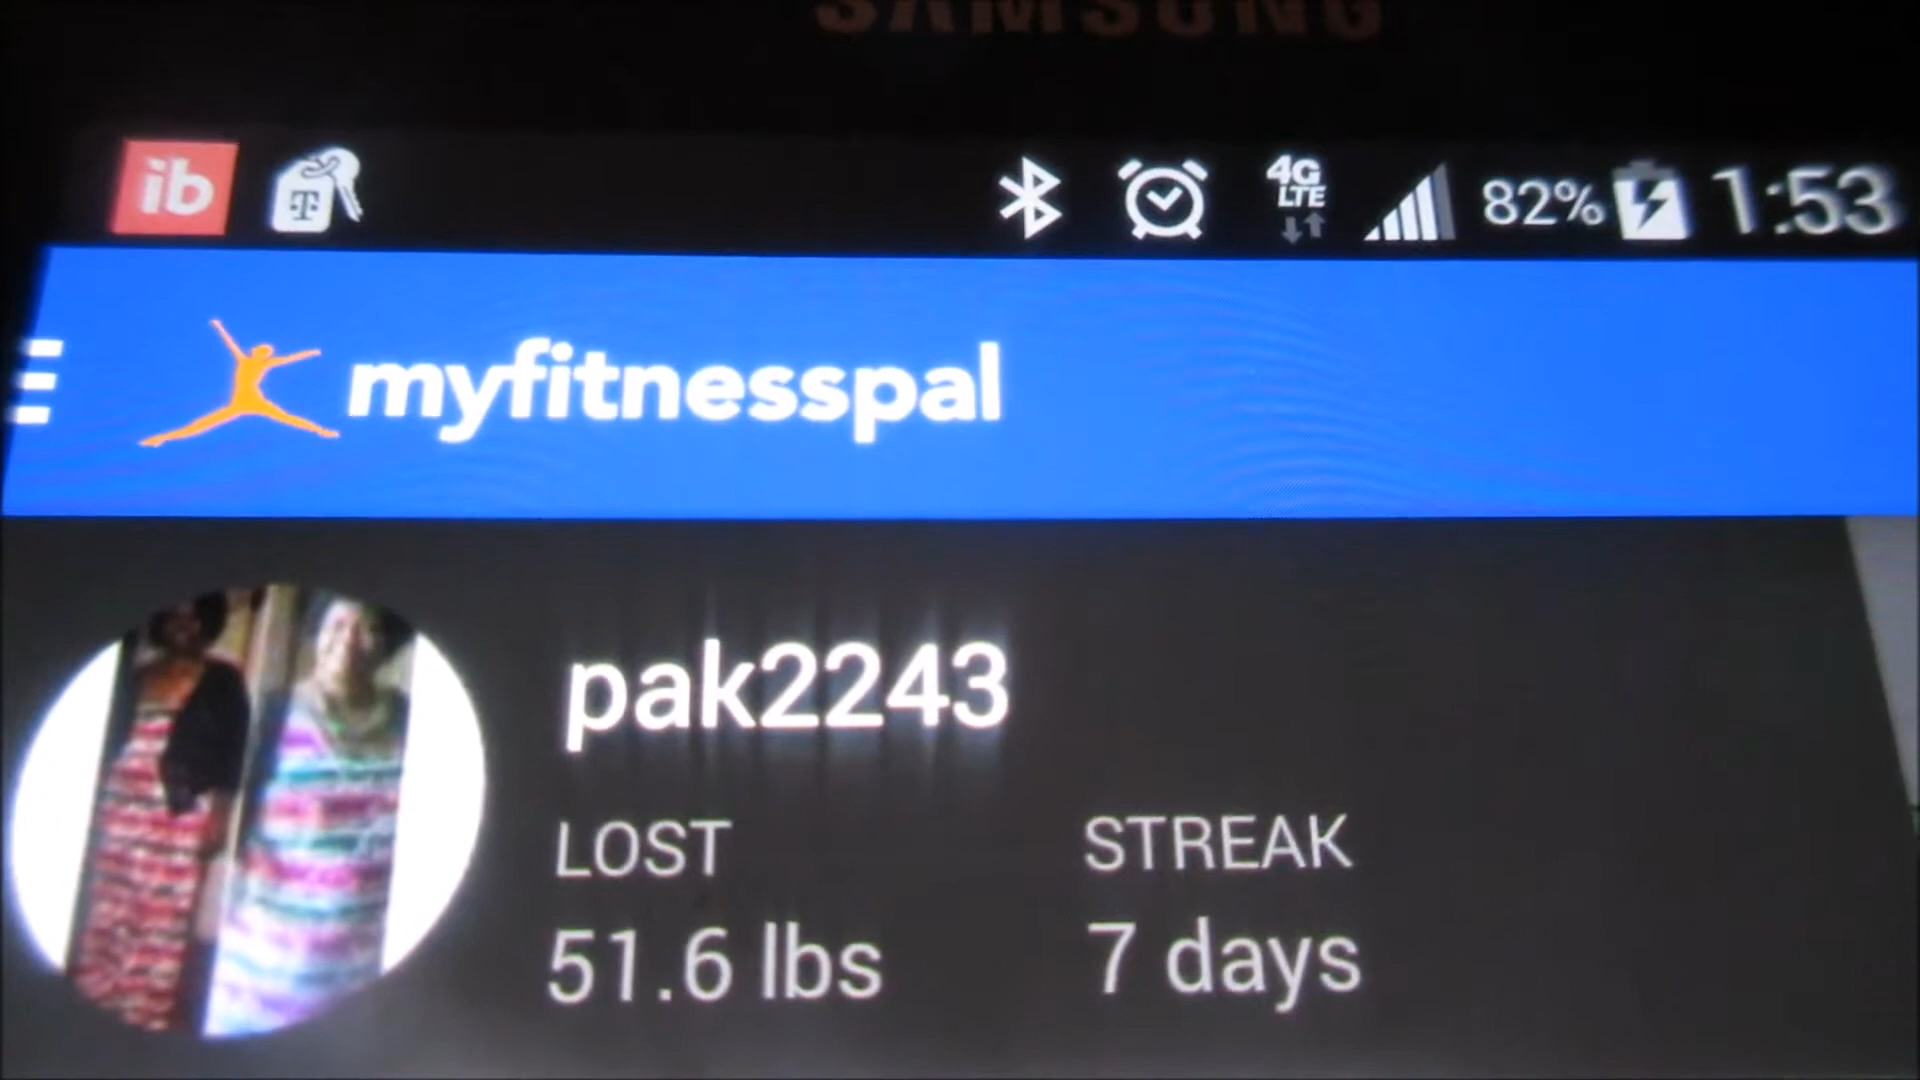 SAMSUNG
ib T 4G LTE 82% 1:53
myfitnesspal
pak2243
LOST STREAK
51.6 lbs 7 days